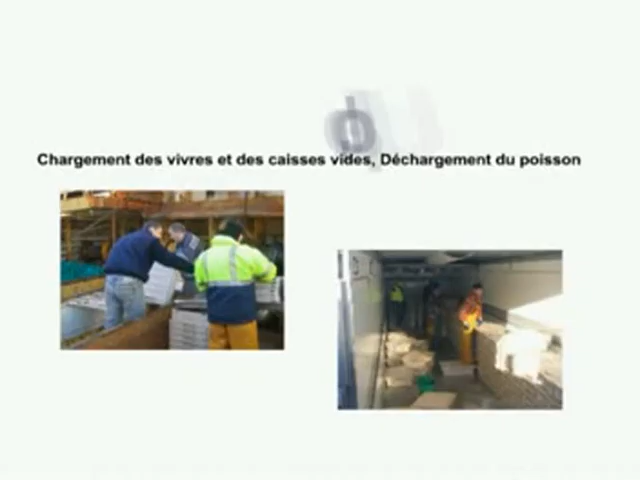 Chargement des vivres et des caisses vides, Déchargement du poisson